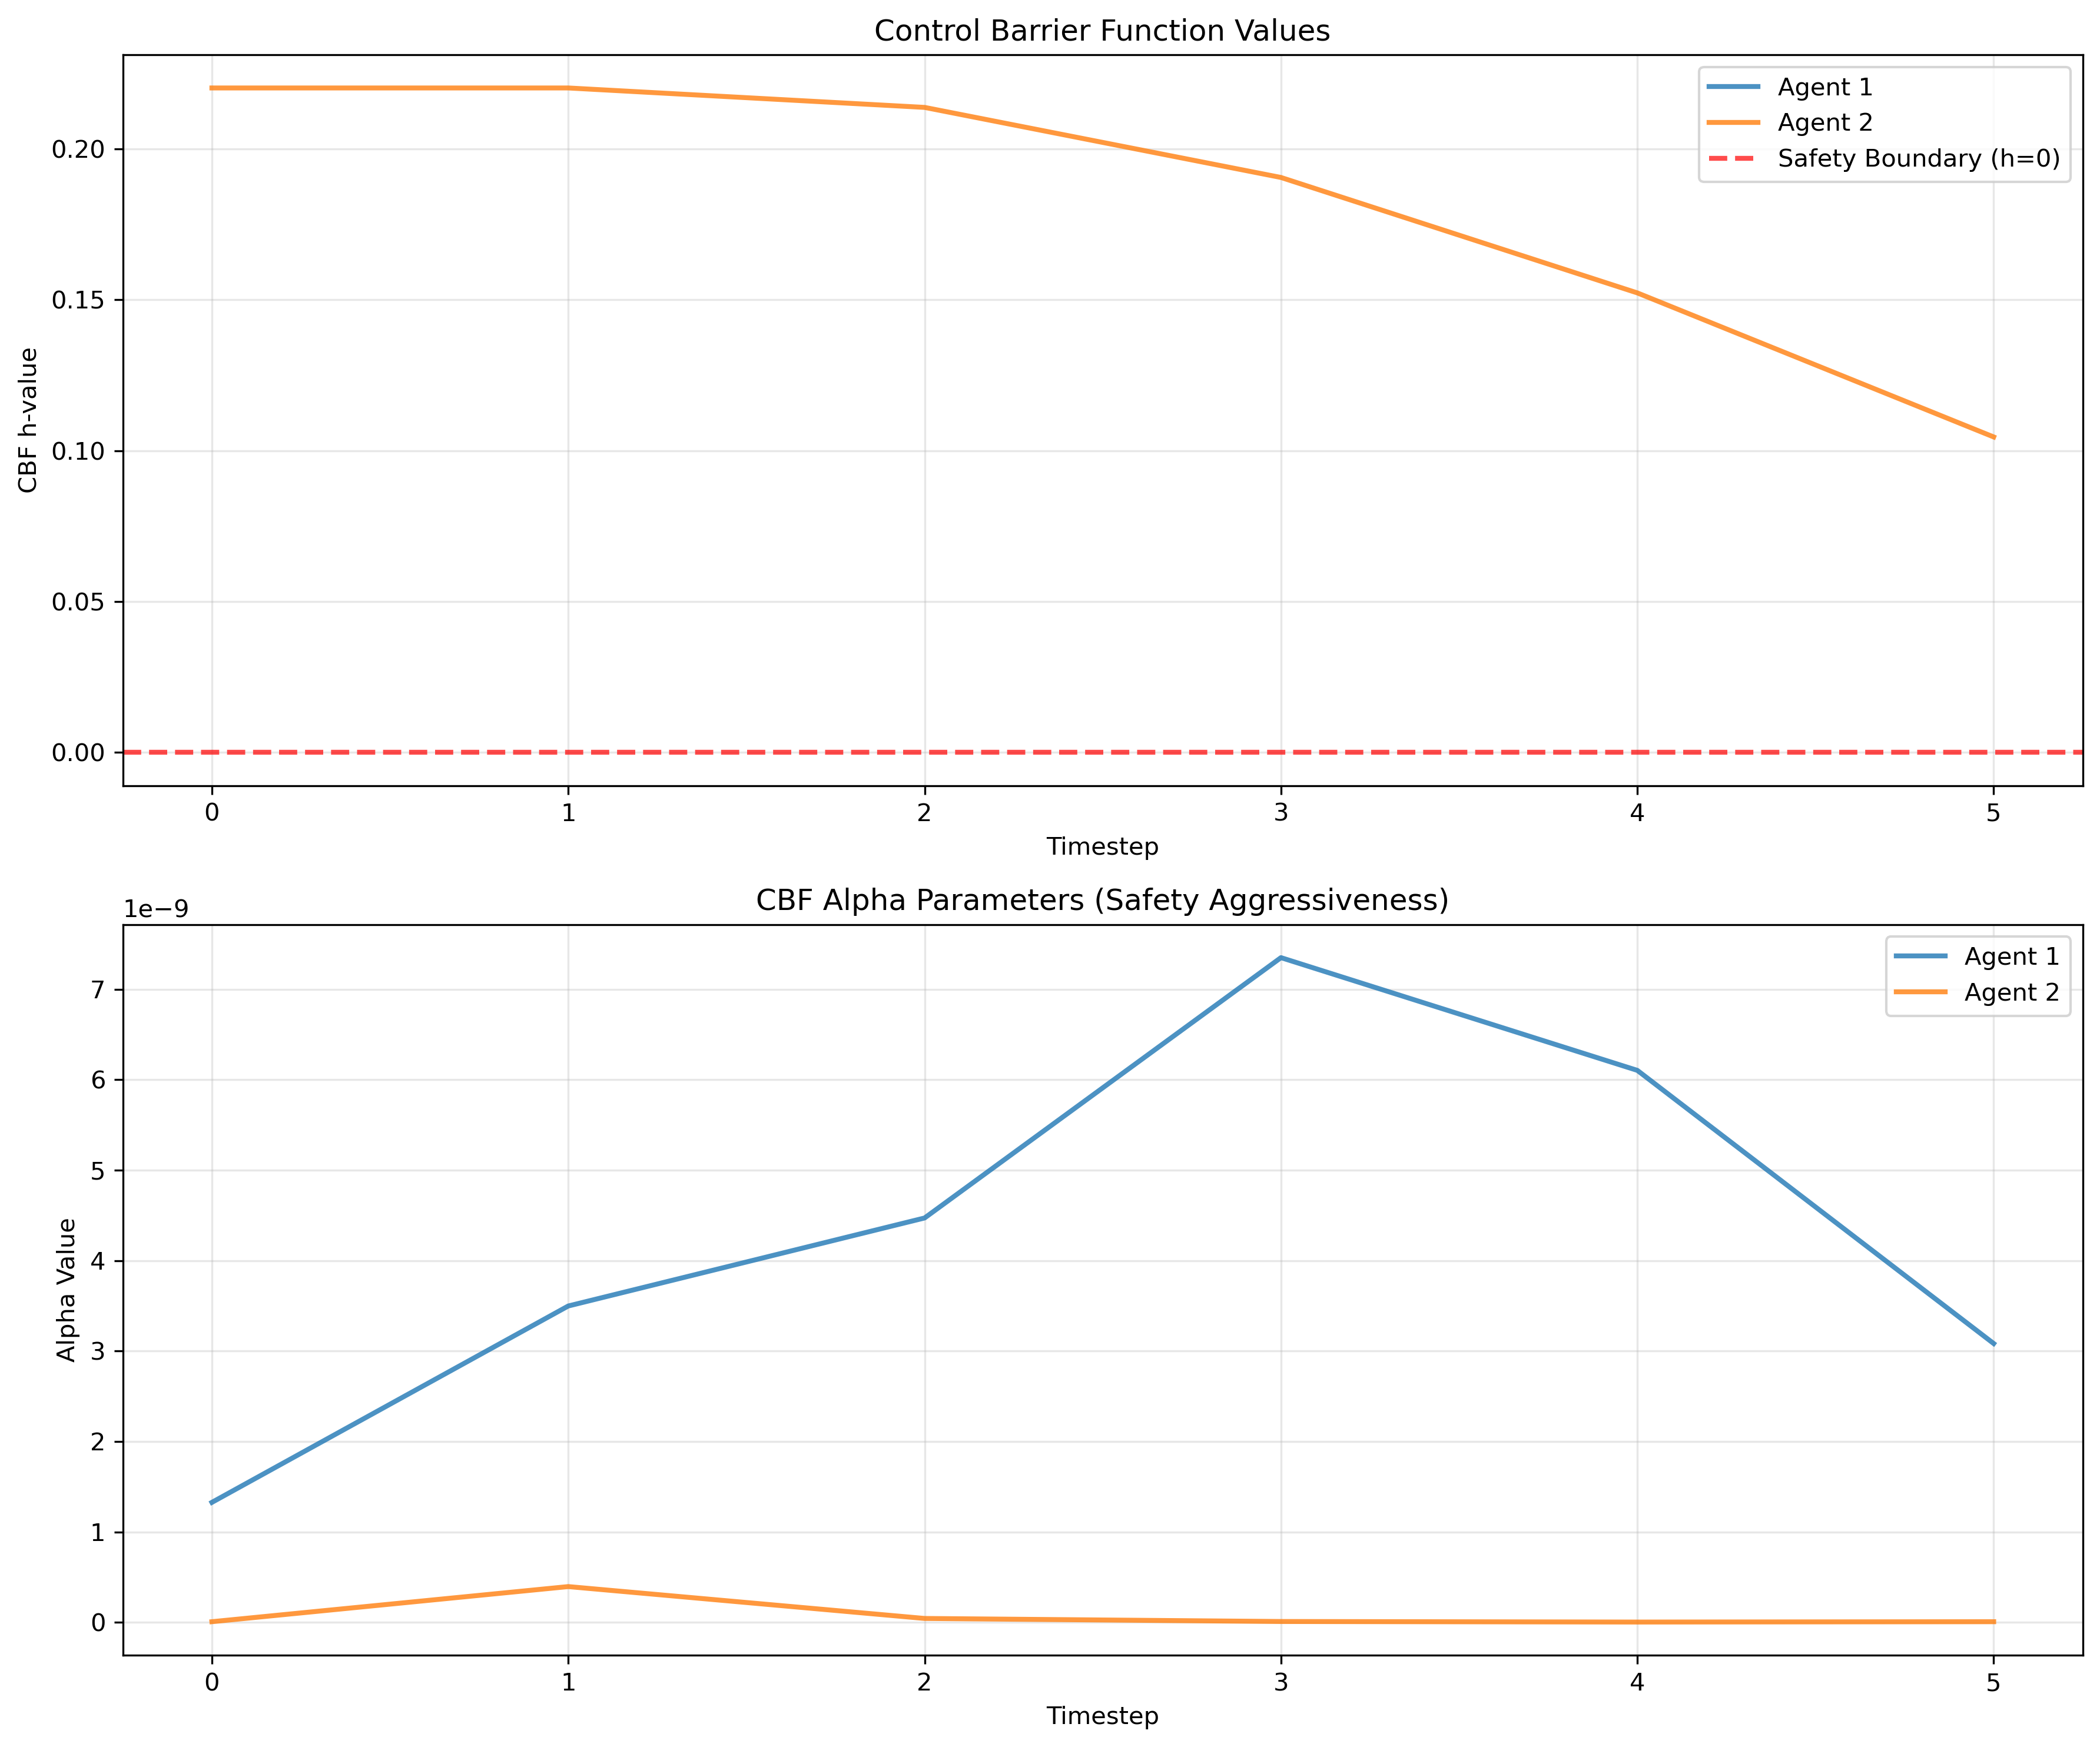 Control Barrier Function Values
Agent 1
Agent 2
Safety Boundary (h=0)
CBF h-value
0.20
0.15
0.10
0.05
0.00
0 1 2 3 4 5
Timestep
CBF Alpha Parameters (Safety Aggressiveness)
1e−9
Agent 1
Agent 2
Alpha Value
7
6
5
4
3
2
1
0
0 1 2 3 4 5
Timestep